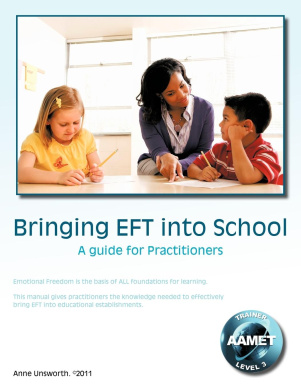 Bringing EFT into School
A guide for Practitioners
Emotional Freedom is the basis of ALL foundations for learning.
This manual gives practitioners the knowledge needed to effectively
bring EFT into educational establishments.
TRAINER
AAMET
LEVEL 3
Anne Unsworth. ©2011